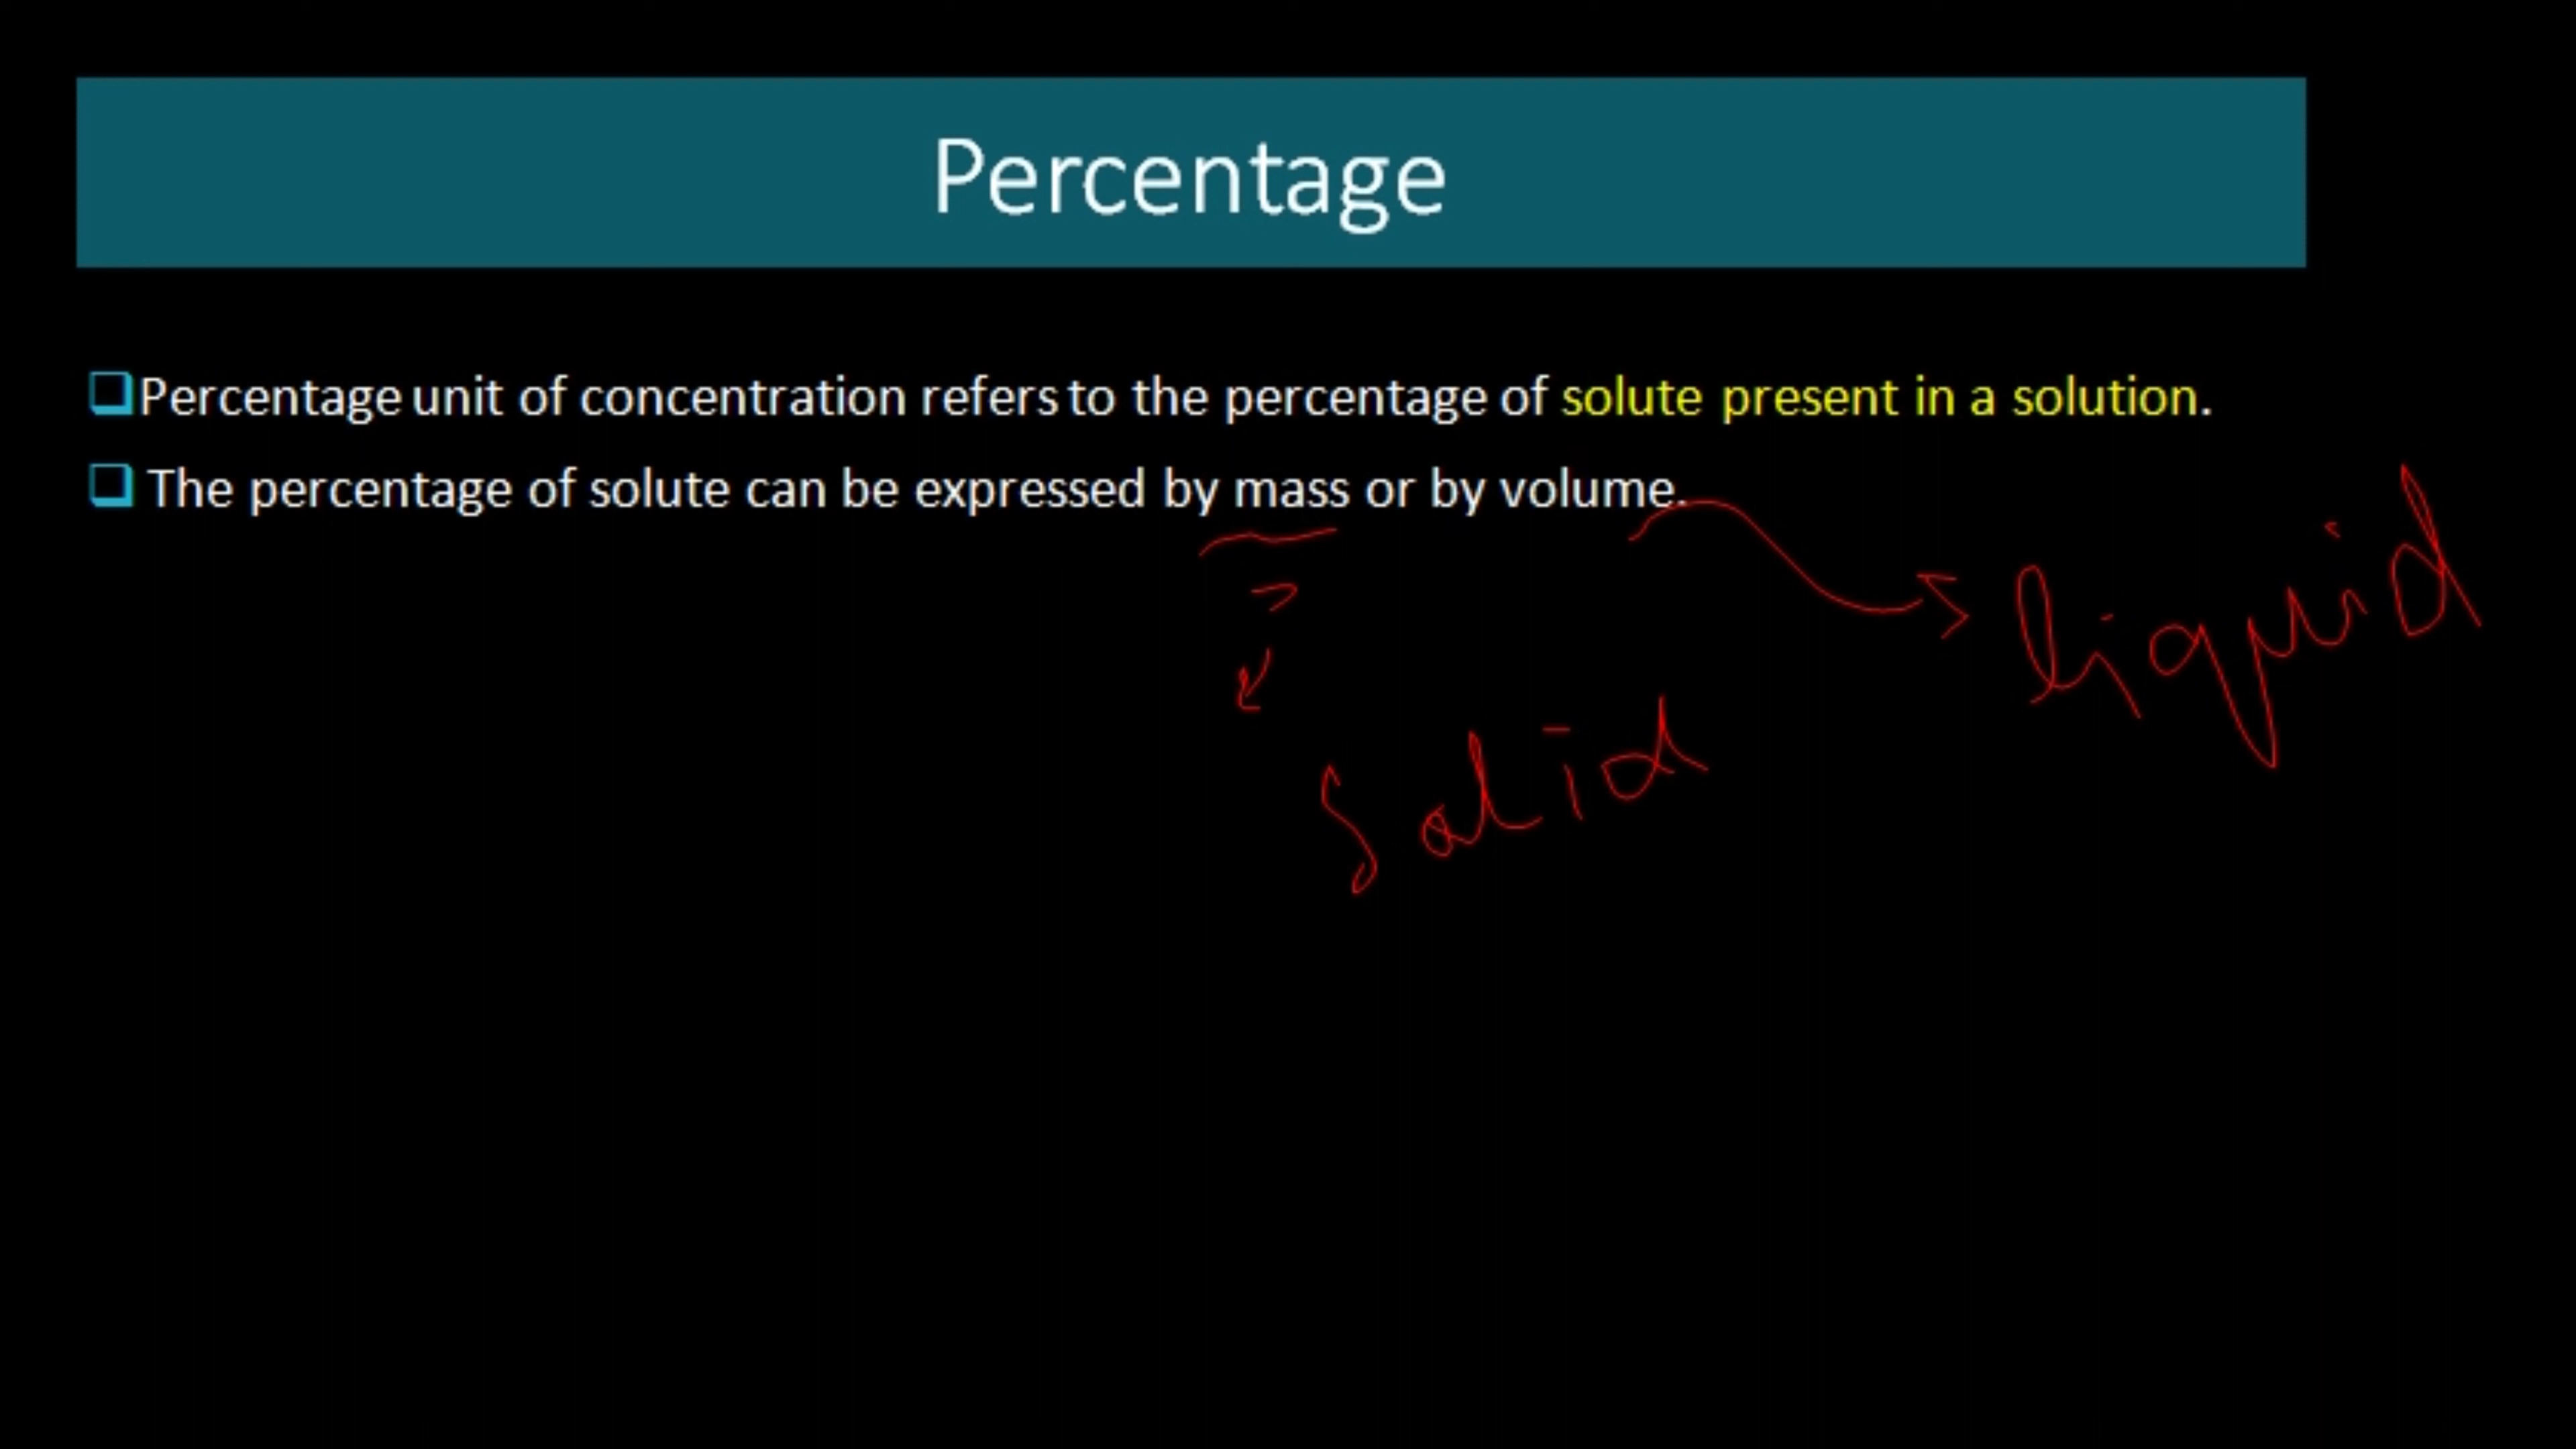 Percentage
Percentage unit of concentration refers to the percentage of solute present in a solution.
The percentage of solute can be expressed by mass or by volume.
liquid
Solid